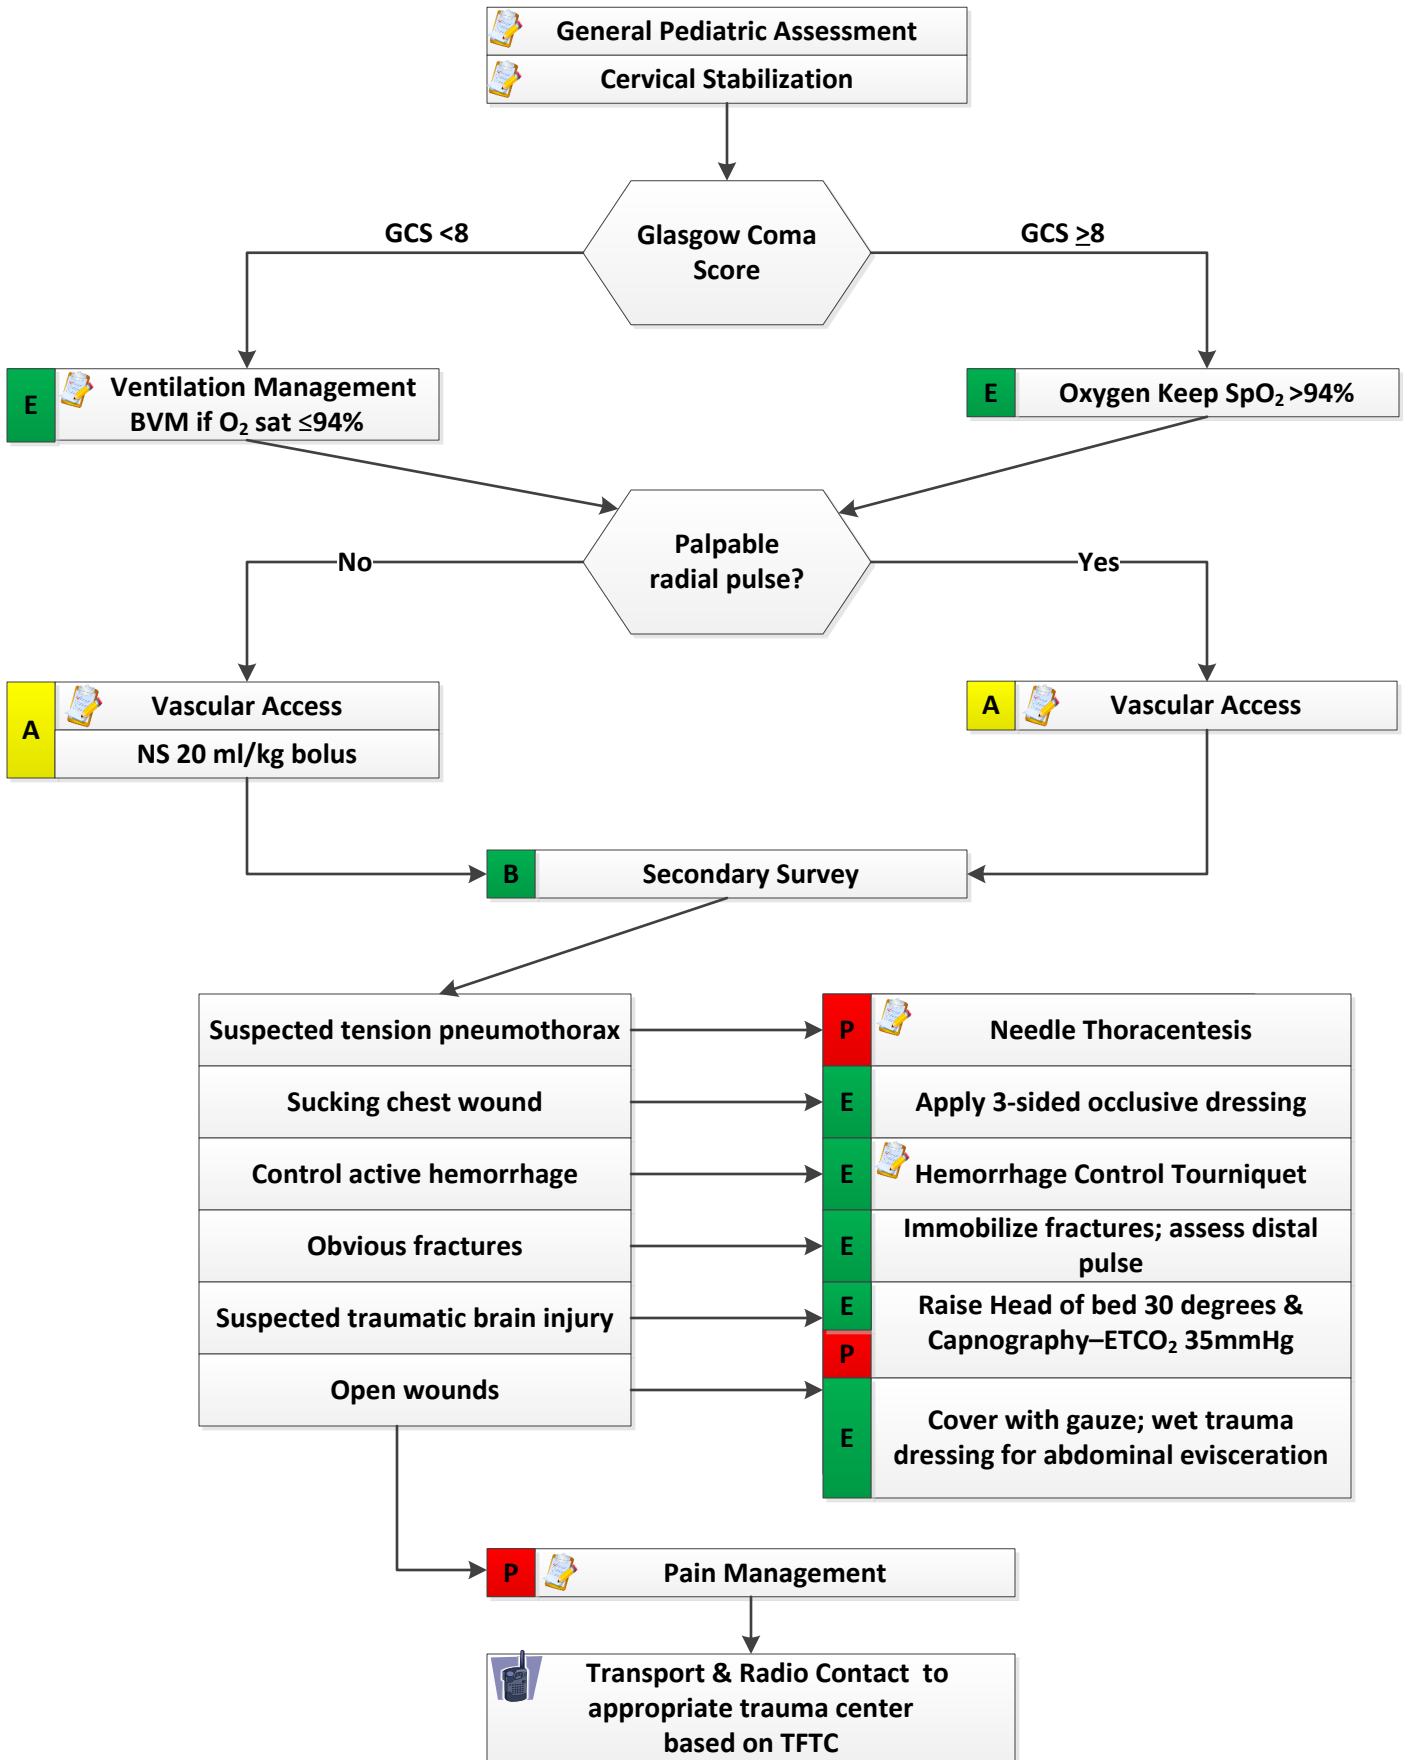 General Pediatric Assessment
Cervical Stabilization
GCS <8
Glasgow Coma
Score
GCS ≥8
E
Ventilation Management
BVM if O₂ sat ≤94%
E
Oxygen Keep SpO₂ >94%
No
Palpable
radial pulse?
Yes
A
Vascular Access
NS 20 ml/kg bolus
A
Vascular Access
B
Secondary Survey
Suspected tension pneumothorax
P
Needle Thoracentesis
Sucking chest wound
E
Apply 3-sided occlusive dressing
Control active hemorrhage
E
Hemorrhage Control Tourniquet
Obvious fractures
E
Immobilize fractures; assess distal
pulse
Suspected traumatic brain injury
E
P
Raise Head of bed 30 degrees &
Capnography–ETCO₂ 35mmHg
Open wounds
E
Cover with gauze; wet trauma
dressing for abdominal evisceration
P
Pain Management
Transport & Radio Contact to
appropriate trauma center
based on TFTC